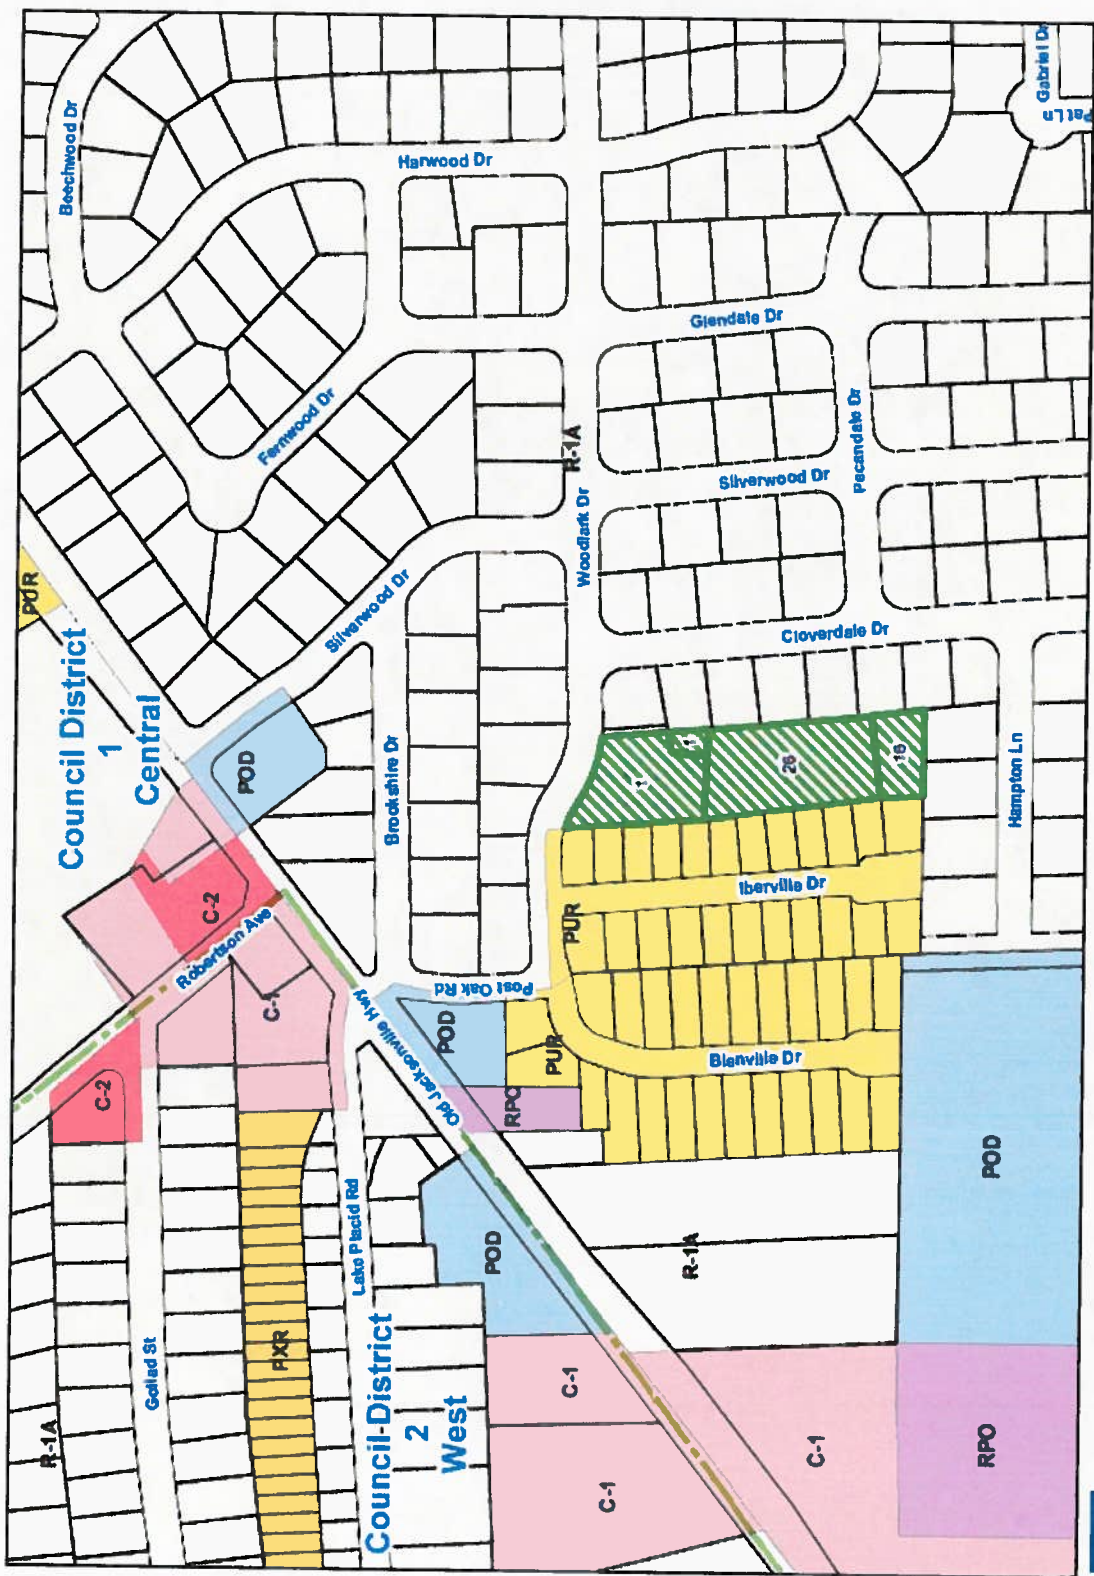 Beechwood Dr
Gabriel Dr
Pat Ln
Harwood Dr
Glendale Dr
Fernwood Dr
R-1A
Pecandale Dr
Silverwood Dr
Woodlark Dr
PUR
Silverwood Dr
Cloverdale Dr
Council District
1
Central
POD
Brookshire Dr
1
1
26
16
Hampton Ln
C-2
Robertson Ave
Iberville Dr
PUR
C-1
Post Oak Rd
POD
Old Jacksonville Hwy
PUR
Bienville Dr
C-2
RPO
POD
Lake Placid Rd
POD
R-1A
PXR
Goliad St
R-1A
Council-District
2
West
C-1
C-1
C-1
RPO